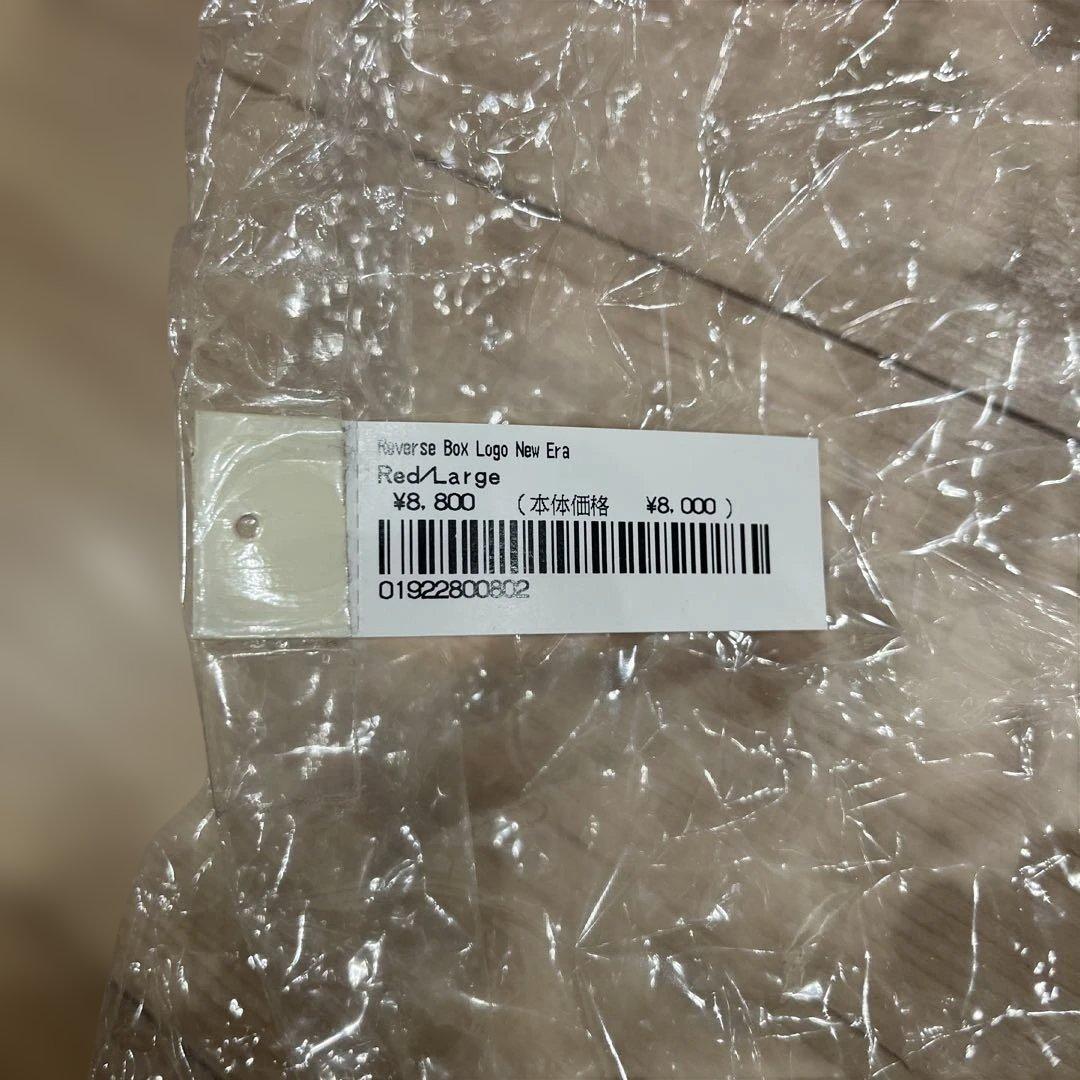 Reverse Box Logo New Era
Red/Large
¥8,800 (本体価格 ¥8,000)
01922800802